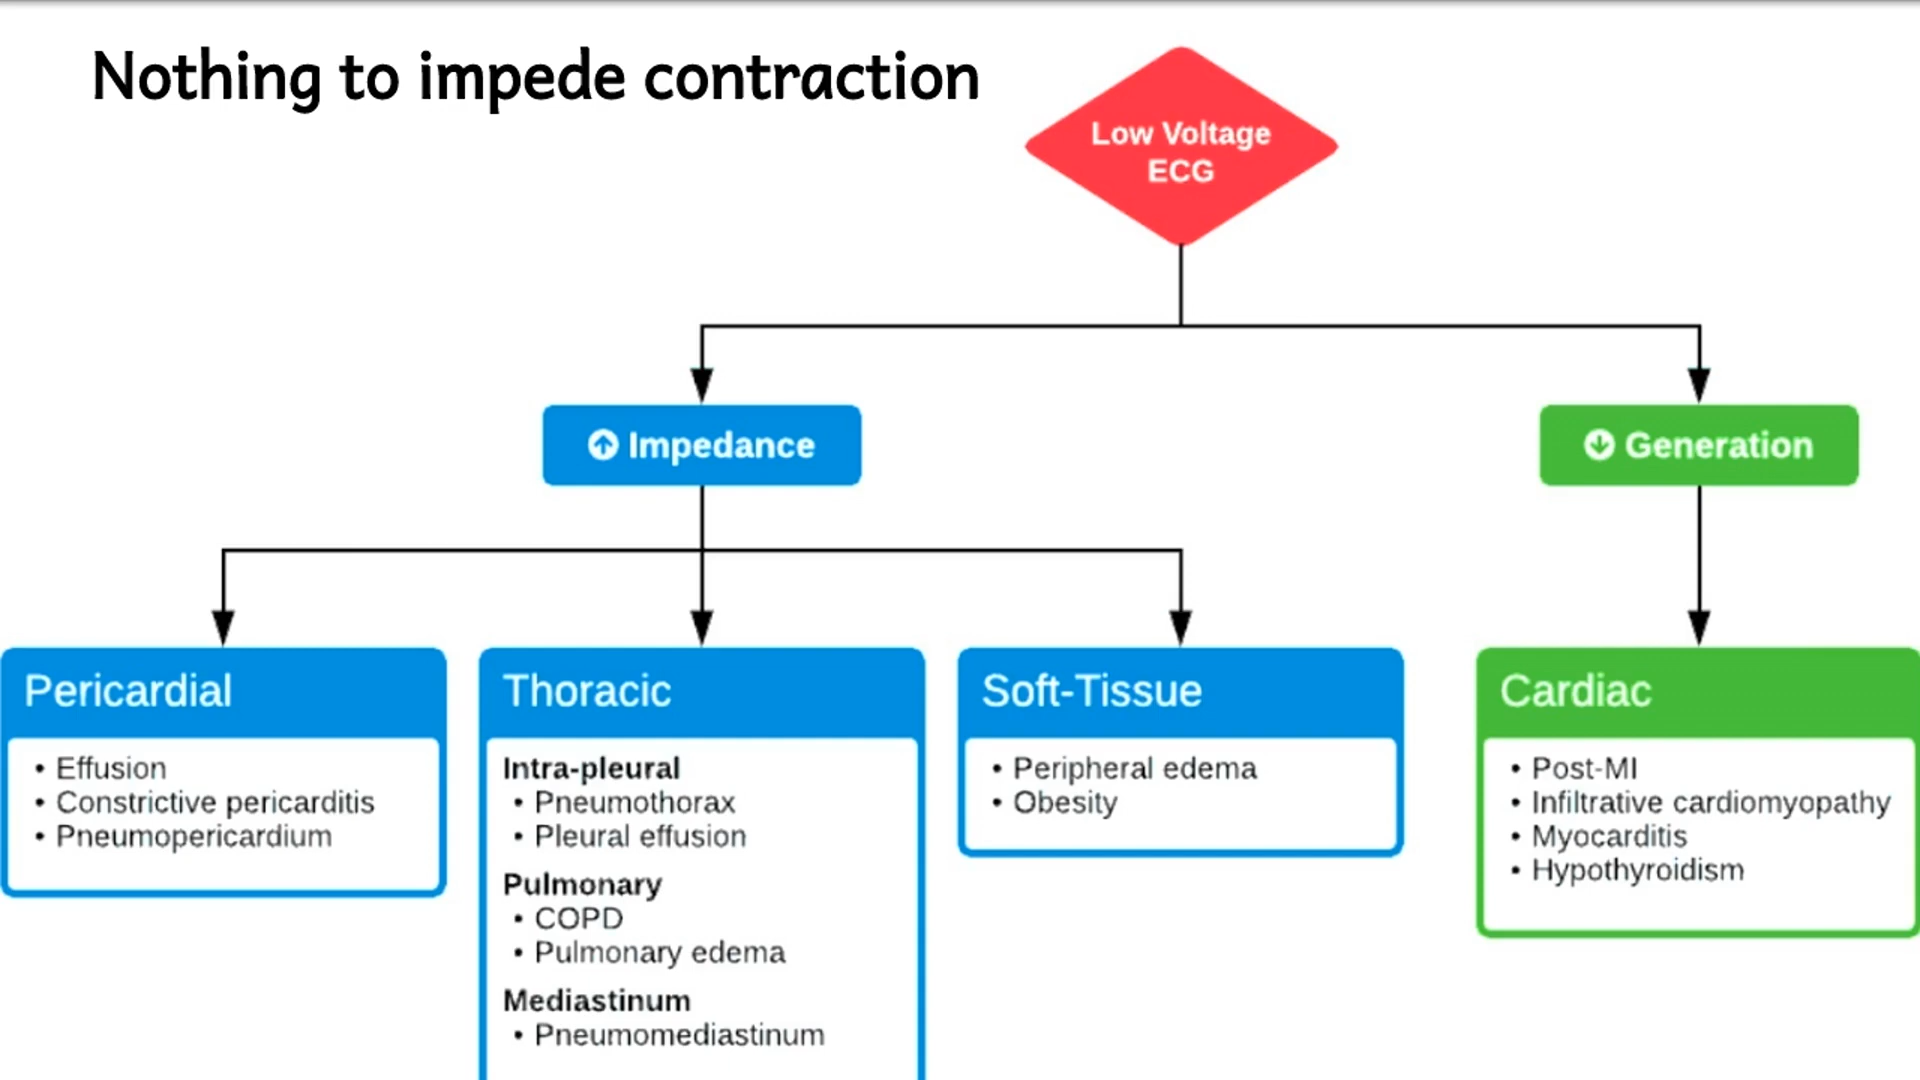 Nothing to impede contraction
Low Voltage
ECG
Impedance
Generation
Pericardial
• Effusion
• Constrictive pericarditis
• Pneumopericardium
Thoracic
Intra-pleural
• Pneumothorax
• Pleural effusion
Pulmonary
• COPD
• Pulmonary edema
Mediastinum
• Pneumomediastinum
Soft-Tissue
• Peripheral edema
• Obesity
Cardiac
• Post-MI
• Infiltrative cardiomyopathy
• Myocarditis
• Hypothyroidism